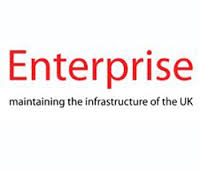 Enterprise
maintaining the infrastructure of the UK